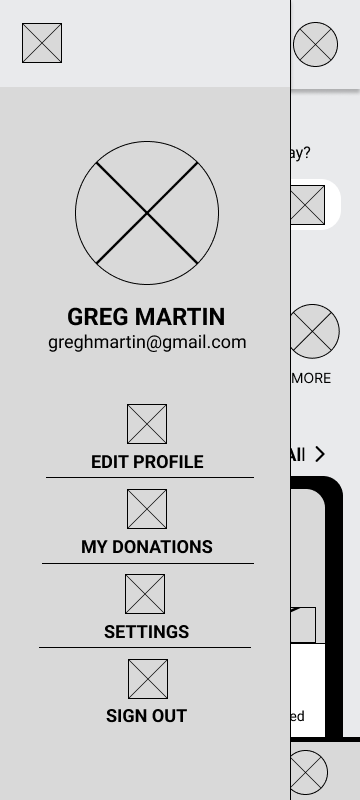 ay?
GREG MARTIN
greghmartin@gmail.com
MORE
EDIT PROFILE
All
MY DONATIONS
SETTINGS
SIGN OUT
ed